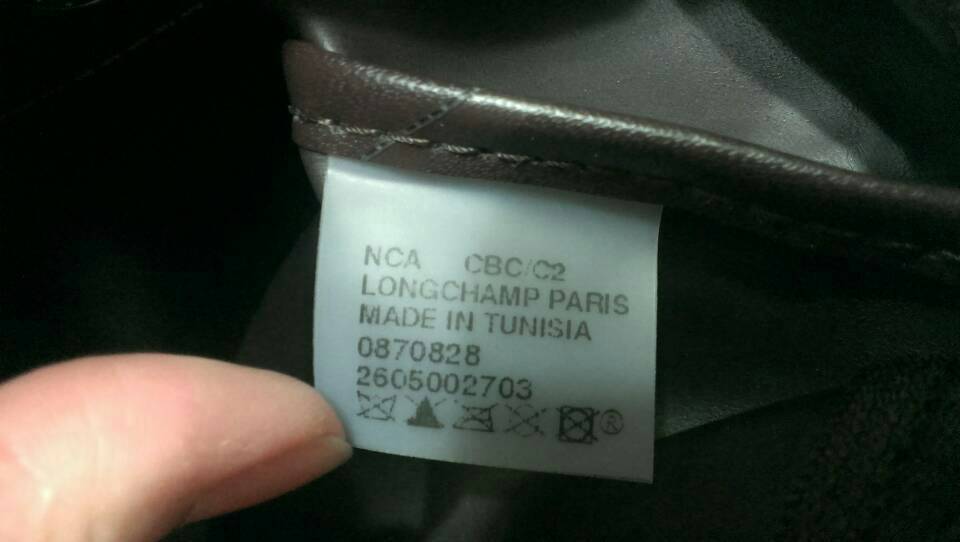 NCA CBC/C2
LONGCHAMP PARIS
MADE IN TUNISIA
0870828
2605002703
®